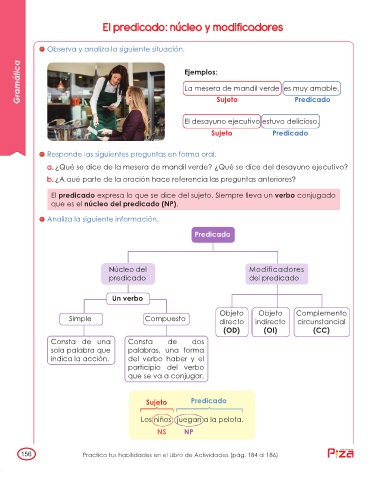 El predicado: núcleo y modificadores
Gramática
Observa y analiza la siguiente situación.
Ejemplos:
La mesera de mandil verde es muy amable.
Sujeto Predicado
El desayuno ejecutivo estuvo delicioso.
Sujeto Predicado
Responde las siguientes preguntas en forma oral.
a. ¿Qué se dice de la mesera de mandil verde? ¿Qué se dice del desayuno ejecutivo?
b. ¿A qué parte de la oración hace referencia las preguntas anteriores?
El predicado expresa lo que se dice del sujeto. Siempre lleva un verbo conjugado
que es el núcleo del predicado (NP).
Analiza la siguiente información.
Predicado
Núcleo del
predicado
Modificadores
del predicado
Un verbo
Simple
Compuesto
Objeto
directo
(OD)
Objeto
indirecto
(OI)
Complemento
circunstancial
(CC)
Consta de una
sola palabra que
indica la acción.
Consta de dos
palabras, una forma
del verbo haber y el
participio del verbo
que se va a conjugar.
Sujeto Predicado
Los niños juegan a la pelota.
NS NP
156
Practica tus habilidades en el Libro de Actividades (pág. 184 al 186)